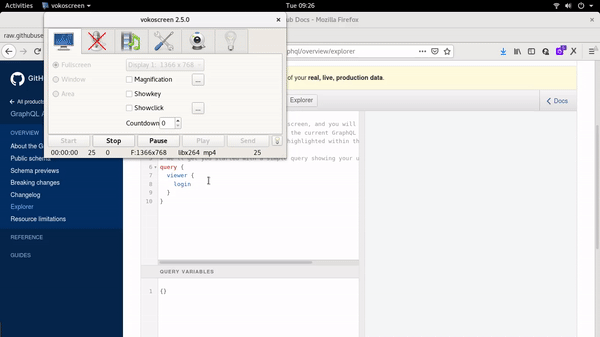 Activities
vokoscreen
Tue 09:26
vokoscreen 2.5.0
ub Docs - Mozilla Firefox
raw.githubuse
phql/overview/explorer
Fullscreen
Display 1: 1366 x 768
Window
Magnification
...
Area
Showkey
Showclick
...
Countdown 0
Start
Stop
Pause
Play
Send
00:00:00
25
0
F:1366x768
libx264
mp4
25
GitH
All products
GraphQL A
OVERVIEW
About the G
Public schema
Schema previews
Breaking changes
Changelog
Explorer
Resource limitations
REFERENCE
GUIDES
of your real, live, production data.
Explorer
Docs
screen, and you will
the current GraphQL
highlighted within th
query showing your u
6 query {
7 viewer {
8 login
9 }
10 }
QUERY VARIABLES
1 {}